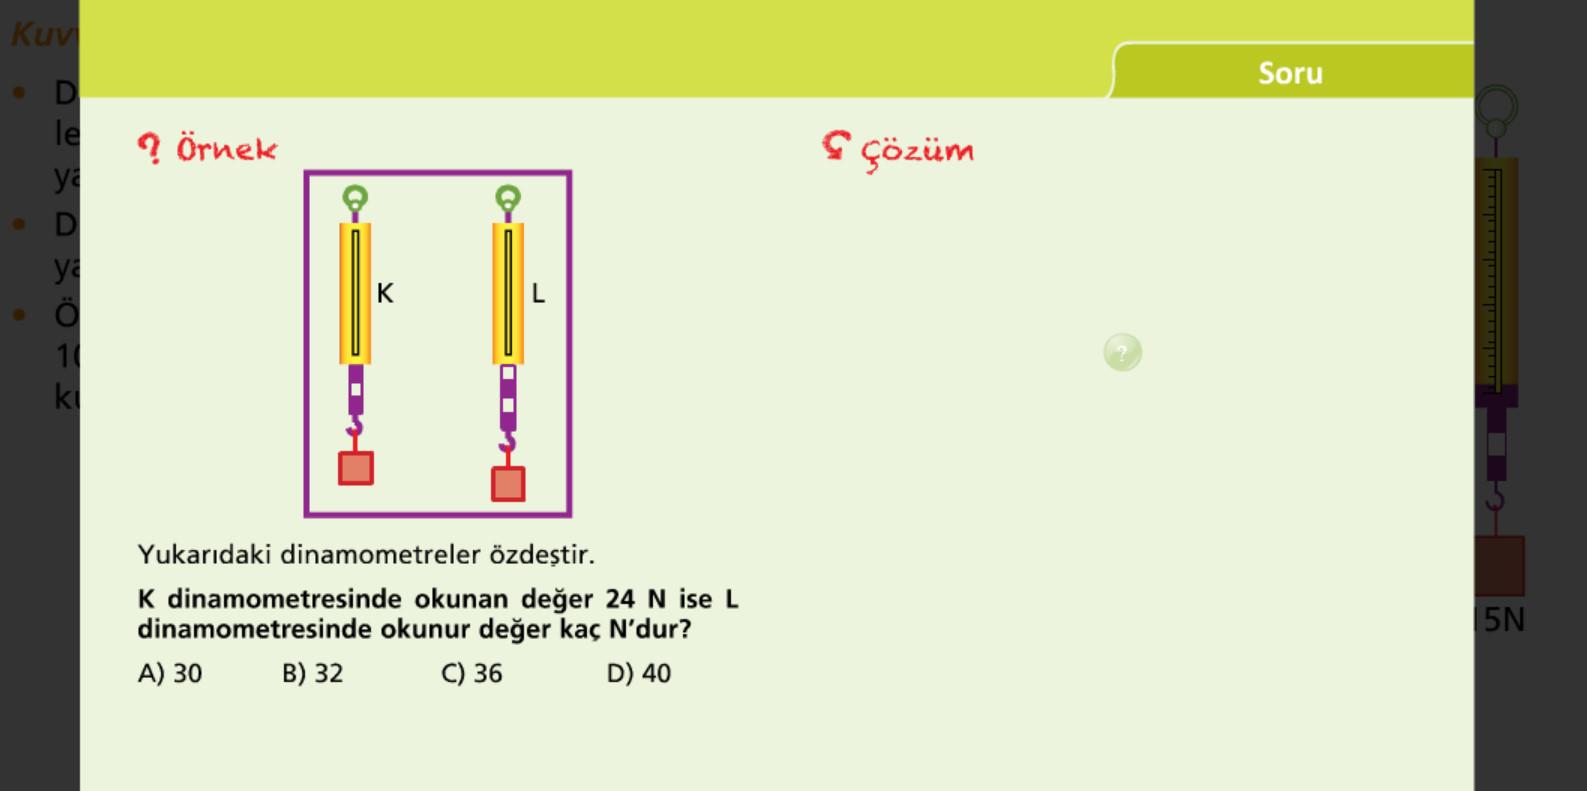 Soru
? Örnek
Çözüm
K
L
?
Yukarıdaki dinamometreler özdeştir.
K dinamometresinde okunan değer 24 N ise L
dinamometresinde okunur değer kaç N'dur?
A) 30 B) 32 C) 36 D) 40
15N